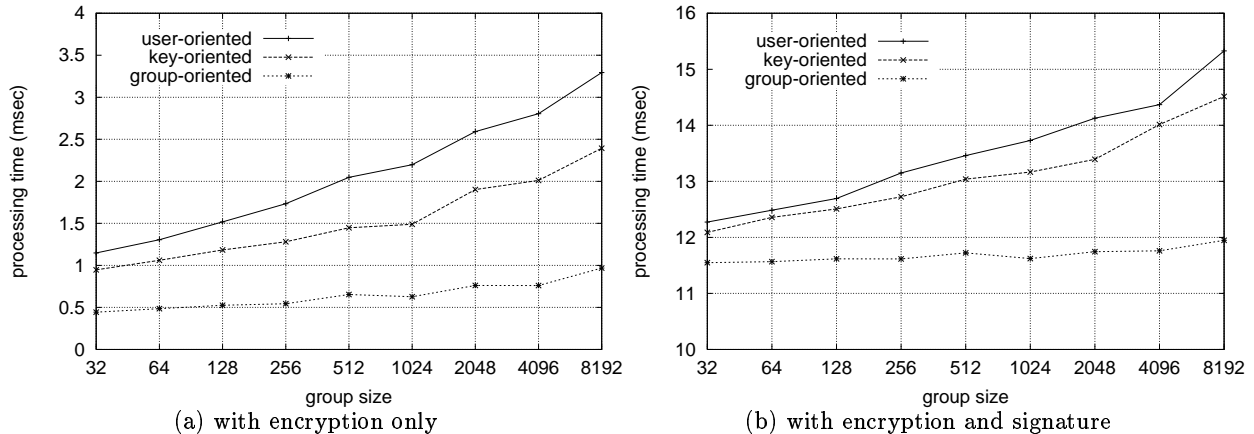 4
3.5
3
2.5
2
1.5
1
0.5
0
processing time (msec)
user-oriented
key-oriented
group-oriented
32 64 128 256 512 1024 2048 4096 8192
group size
(a) with encryption only
16
15
14
13
12
11
10
processing time (msec)
user-oriented
key-oriented
group-oriented
32 64 128 256 512 1024 2048 4096 8192
group size
(b) with encryption and signature